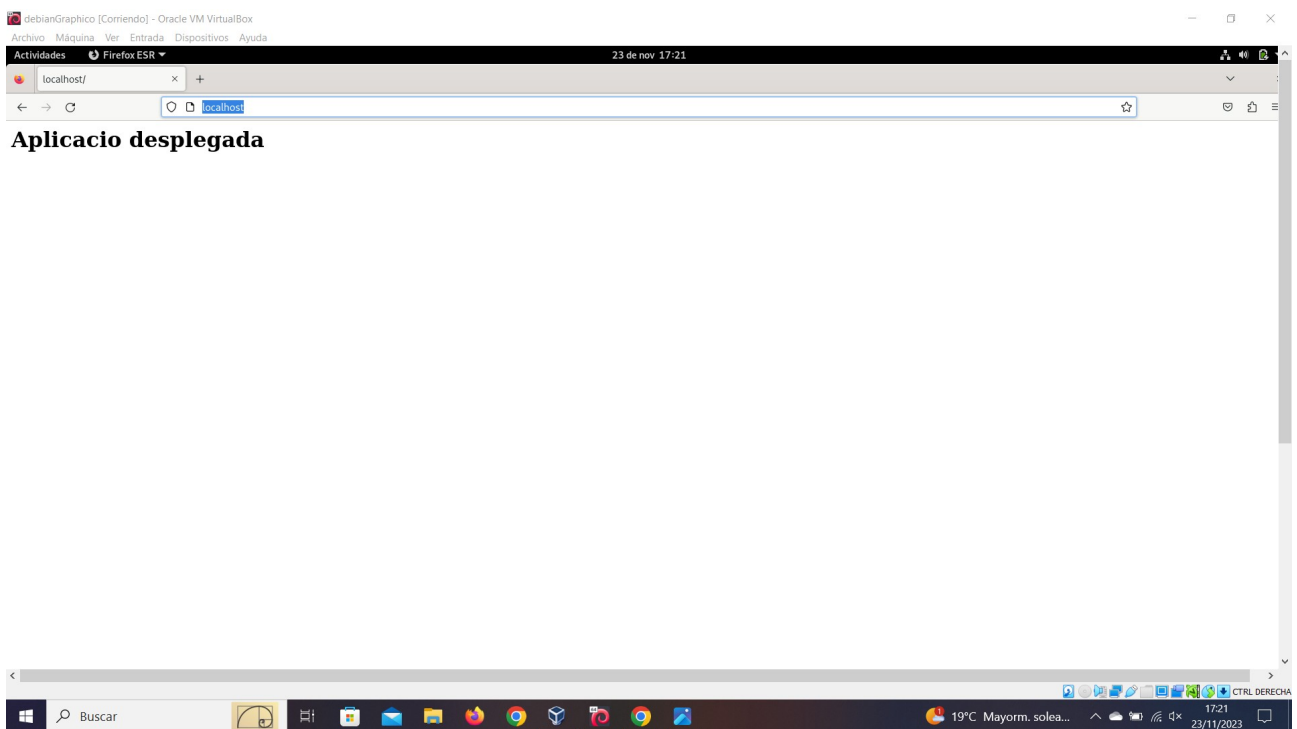 debianGraphico [Corriendo] - Oracle VM VirtualBox
Archivo Máquina Ver Entrada Dispositivos Ayuda
Actividades Firefox ESR 23 de nov 17:21
localhost/
localhost
Aplicacio desplegada
CTRL DERECHA
Buscar 19°C Mayorm. solea... 17:21
23/11/2023